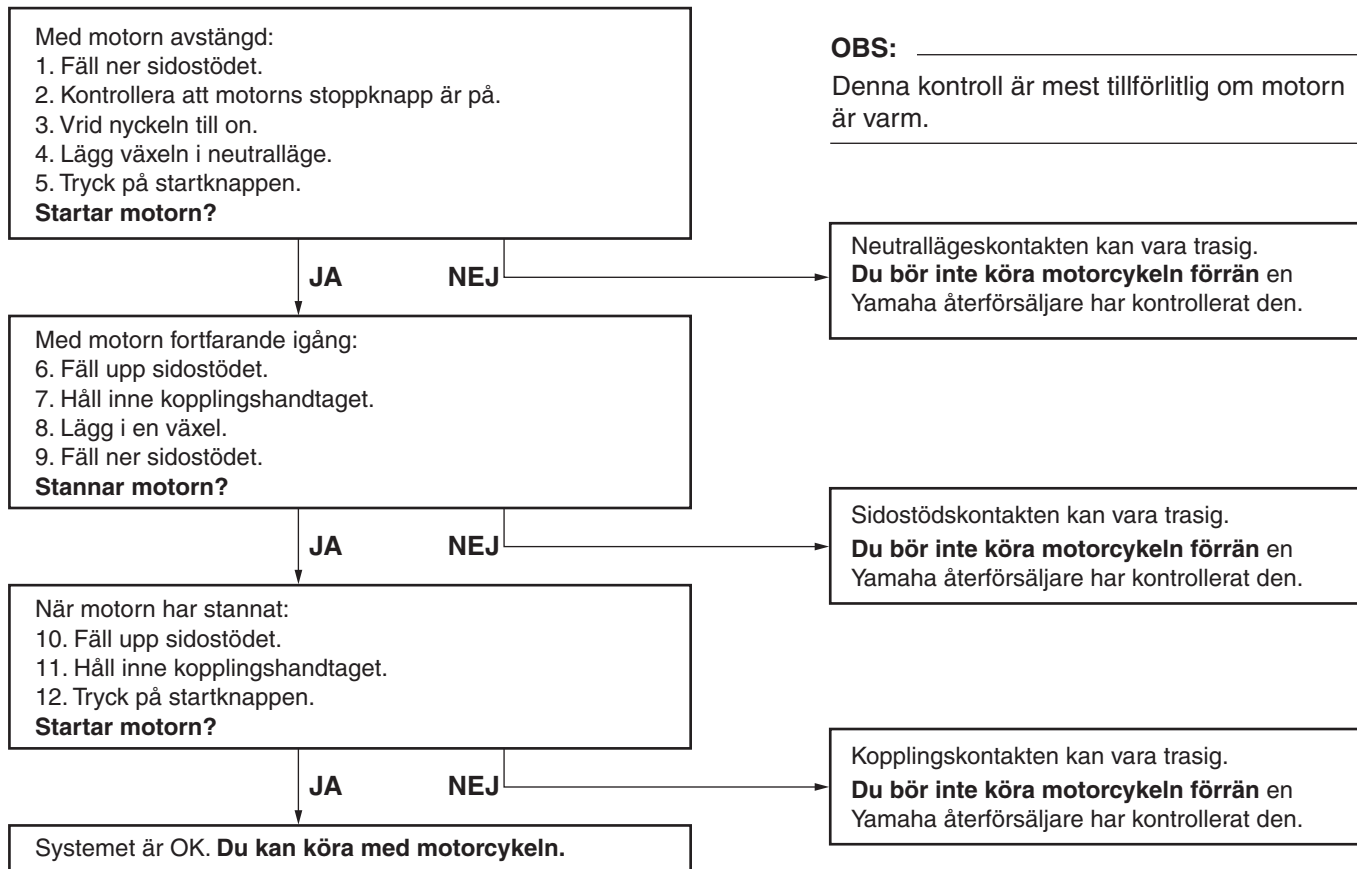 Med motorn avstängd:
1. Fäll ner sidostödet.
2. Kontrollera att motorns stoppknapp är på.
3. Vrid nyckeln till on.
4. Lägg växeln i neutralläge.
5. Tryck på startknappen.
Startar motorn?
OBS:
Denna kontroll är mest tillförlitlig om motorn
är varm.
JA NEJ
Neutrallägeskontakten kan vara trasig.
Du bör inte köra motorcykeln förrän en
Yamaha återförsäljare har kontrollerat den.
Med motorn fortfarande igång:
6. Fäll upp sidostödet.
7. Håll inne kopplingshandtaget.
8. Lägg i en växel.
9. Fäll ner sidostödet.
Stannar motorn?
JA NEJ
Sidostödskontakten kan vara trasig.
Du bör inte köra motorcykeln förrän en
Yamaha återförsäljare har kontrollerat den.
När motorn har stannat:
10. Fäll upp sidostödet.
11. Håll inne kopplingshandtaget.
12. Tryck på startknappen.
Startar motorn?
JA NEJ
Kopplingskontakten kan vara trasig.
Du bör inte köra motorcykeln förrän en
Yamaha återförsäljare har kontrollerat den.
Systemet är OK. Du kan köra med motorcykeln.